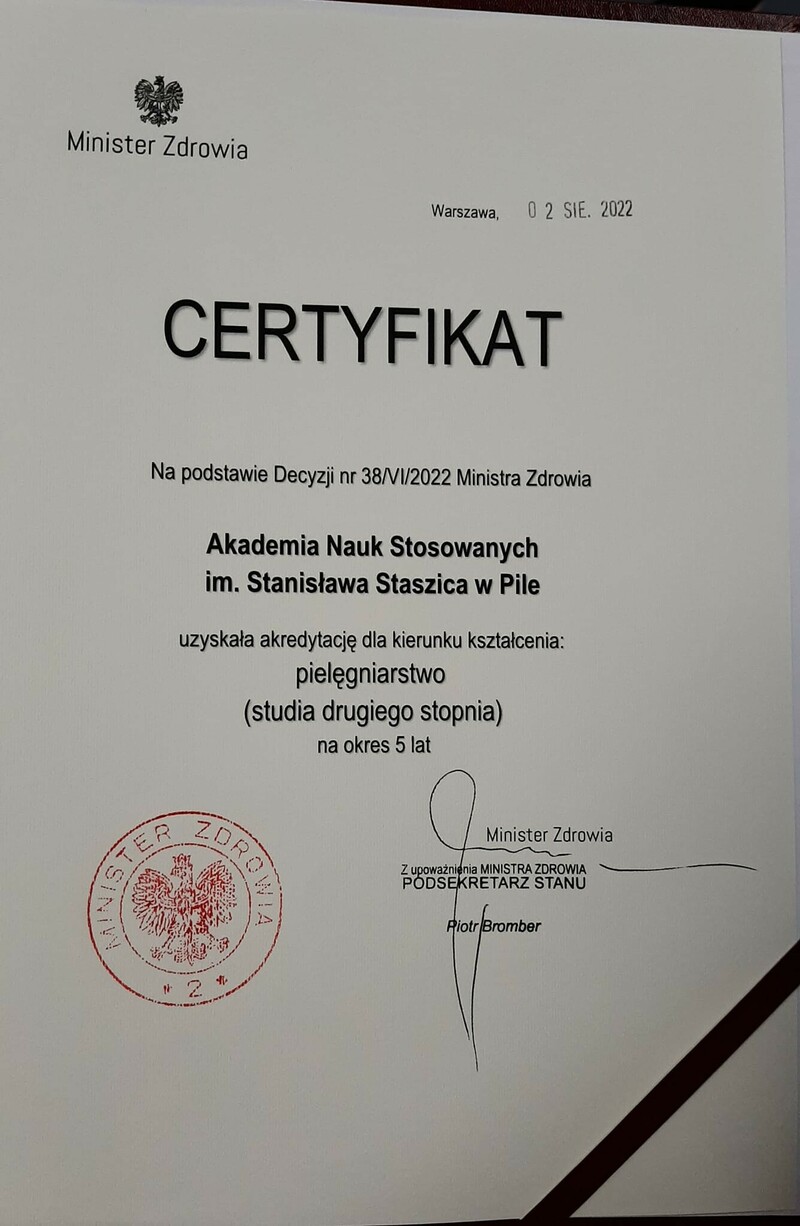 Minister Zdrowia
Warszawa, 02 SIE. 2022
CERTYFIKAT
Na podstawie Decyzji nr 38/VI/2022 Ministra Zdrowia
Akademia Nauk Stosowanych
im. Stanisława Staszica w Pile
uzyskała akredytację dla kierunku kształcenia:
pielęgniarstwo
(studia drugiego stopnia)
na okres 5 lat
Minister Zdrowia
Z upoważnienia MINISTRA ZDROWIA
PODSEKRETARZ STANU
Piotr Bromber
MINISTER ZDROWIA
* 2 *